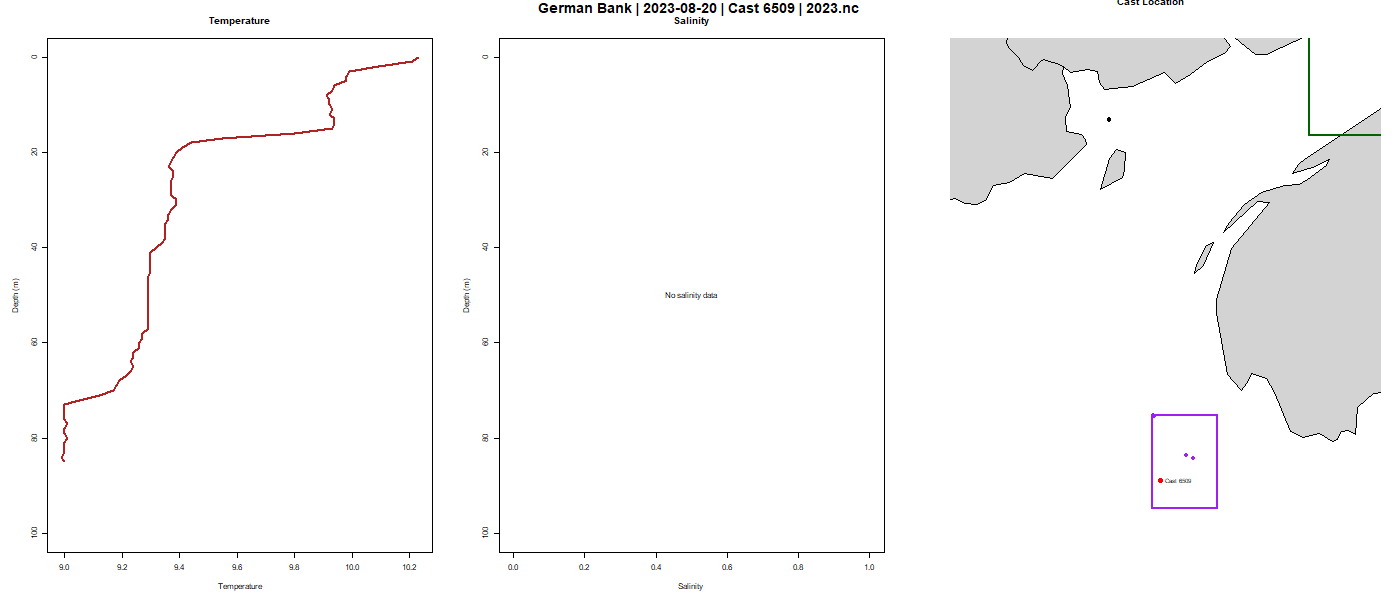 German Bank | 2023-08-20 | Cast 6509 | 2023.nc
Temperature
Salinity
Cast Location
0
20
40
60
80
100
Depth (m)
9.0 9.2 9.4 9.6 9.8 10.0 10.2
Temperature
0
20
40
60
80
100
Depth (m)
No salinity data
0.0 0.2 0.4 0.6 0.8 1.0
Salinity
Cast: 6509